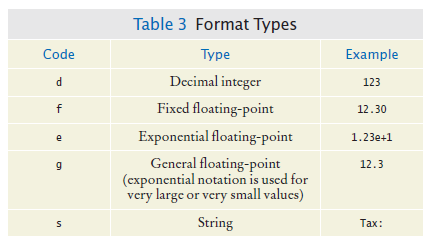 Table 3 Format Types
Code Type Example
d Decimal integer 123
f Fixed floating-point 12.30
e Exponential floating-point 1.23e+1
g General floating-point 12.3
(exponential notation is used for
very large or very small values)
s String Tax: